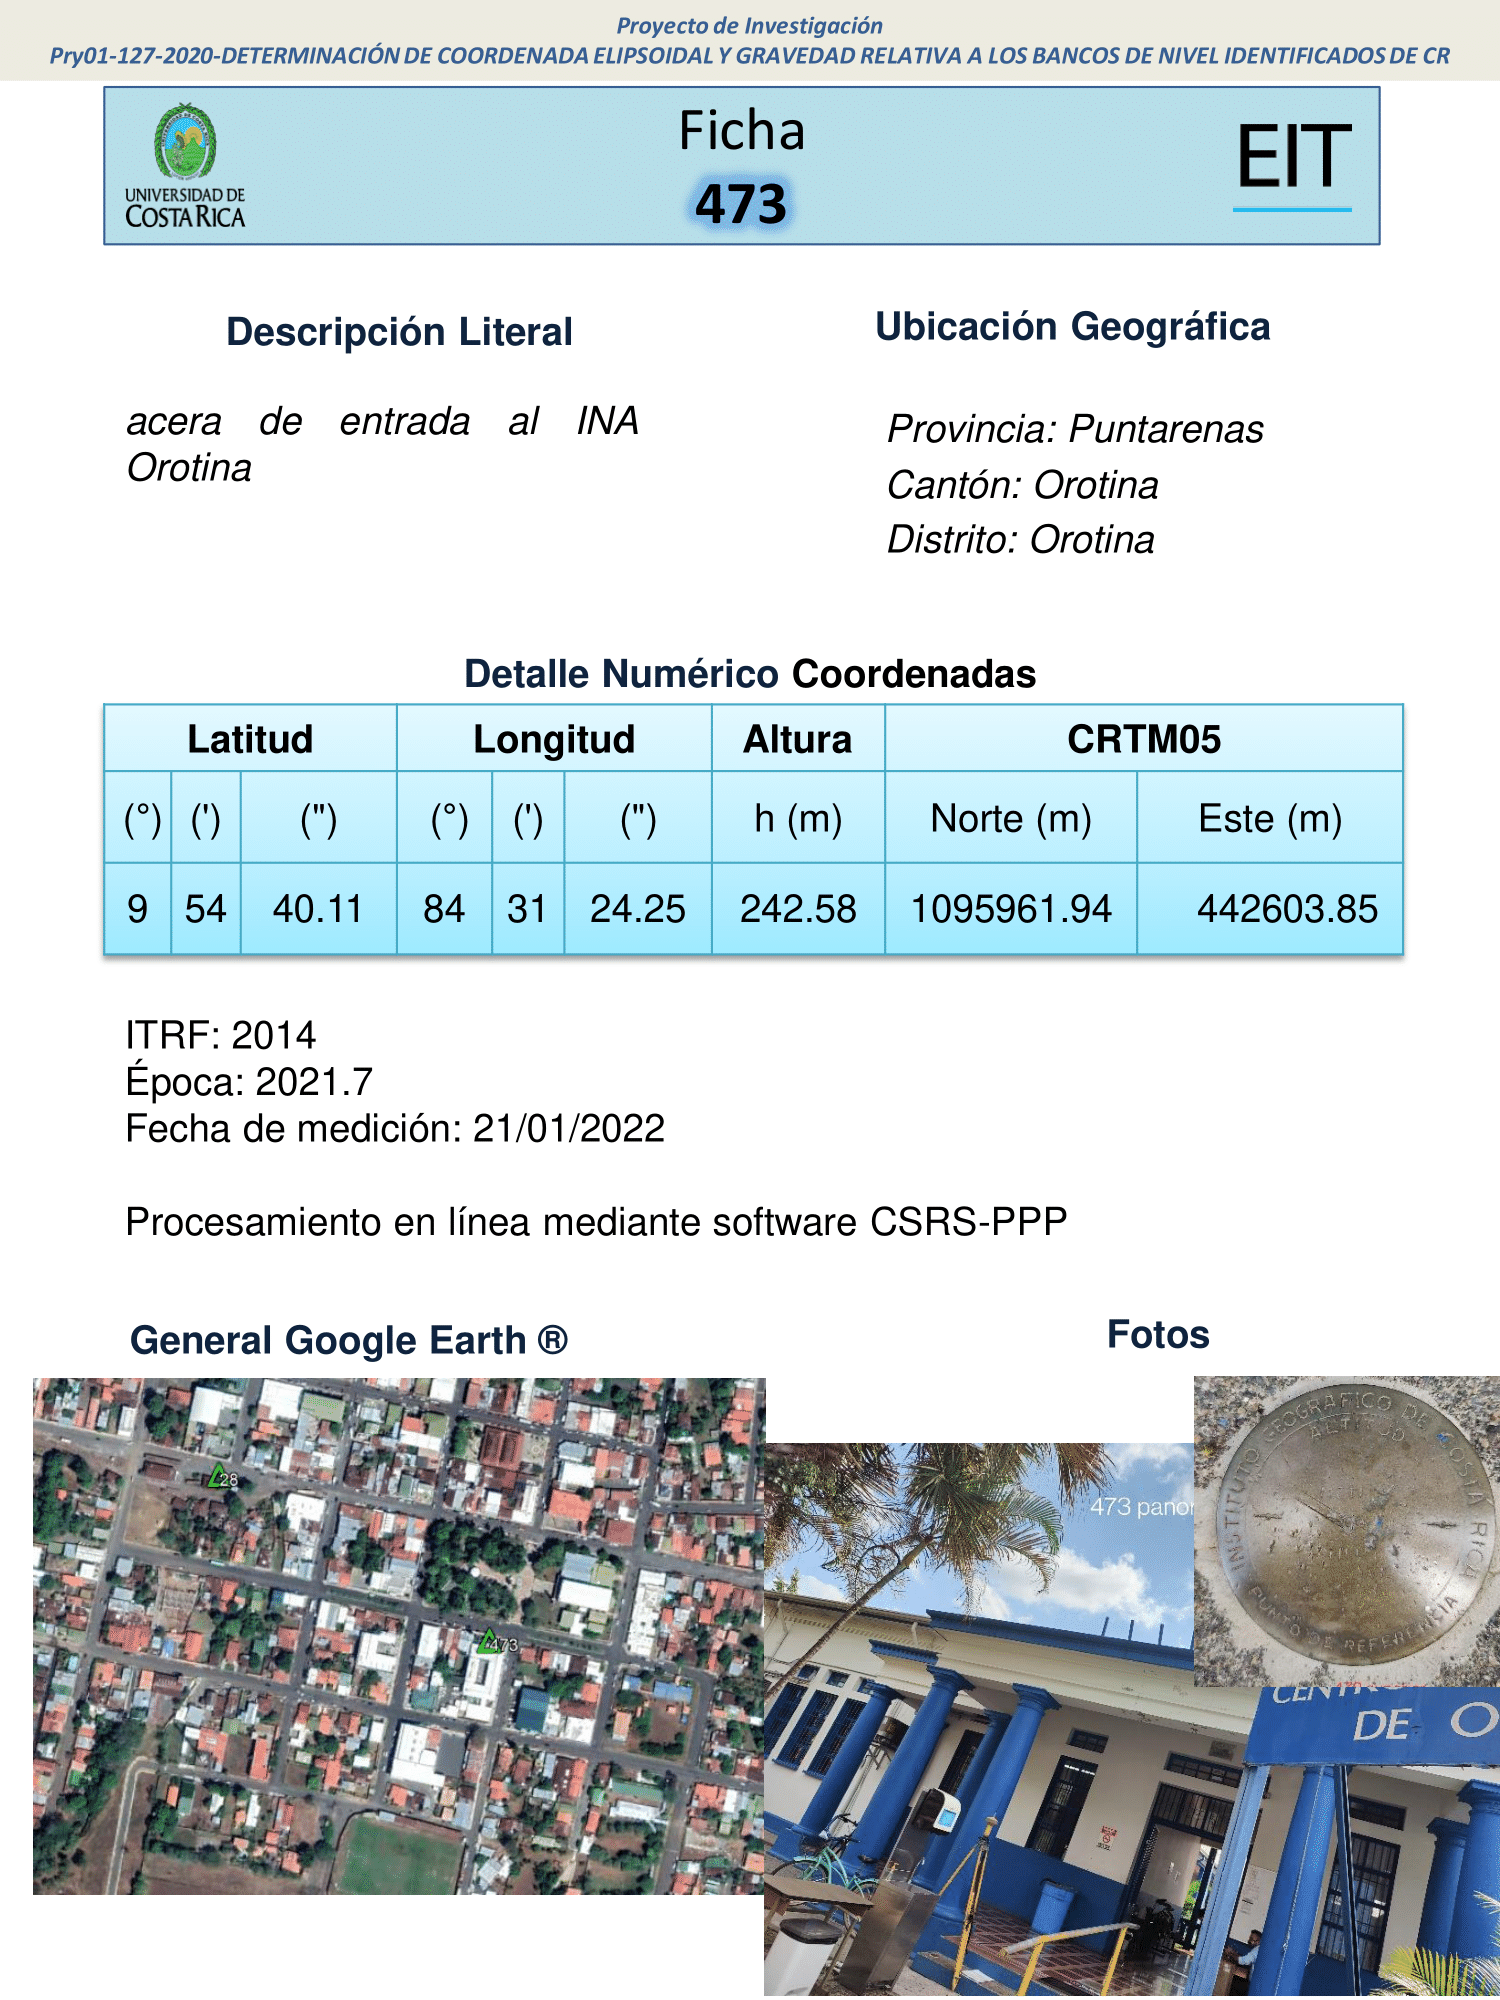 Proyecto de Investigación
Pry01-127-2020-DETERMINACIÓN DE COORDENADA ELIPSOIDAL Y GRAVEDAD RELATIVA A LOS BANCOS DE NIVEL IDENTIFICADOS DE CR
UNIVERSIDAD DE
COSTA RICA
Ficha
473
EIT
Descripción Literal
acera de entrada al INA
Orotina
Ubicación Geográfica
Provincia: Puntarenas
Cantón: Orotina
Distrito: Orotina
Detalle Numérico Coordenadas
Latitud Longitud Altura CRTM05
(°) (') (") (°) (') (") h (m) Norte (m) Este (m)
9 54 40.11 84 31 24.25 242.58 1095961.94 442603.85
ITRF: 2014
Época: 2021.7
Fecha de medición: 21/01/2022
Procesamiento en línea mediante software CSRS-PPP
General Google Earth ®
28
473
Fotos
473 panor
INSTITUTO GEOGRAFICO DE COSTA RICA
ALTITUD
PUNTO DE REFERENCIA
DE O